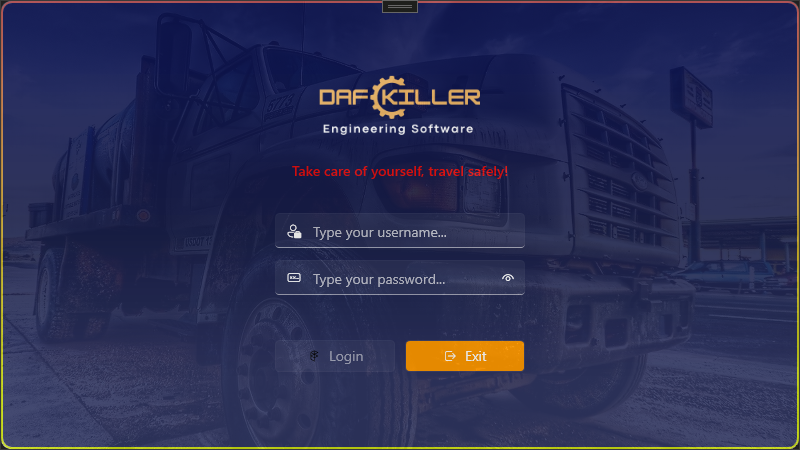 DAF KILLER
Engineering Software
Take care of yourself, travel safely!
Type your username...
Type your password...
Login
Exit